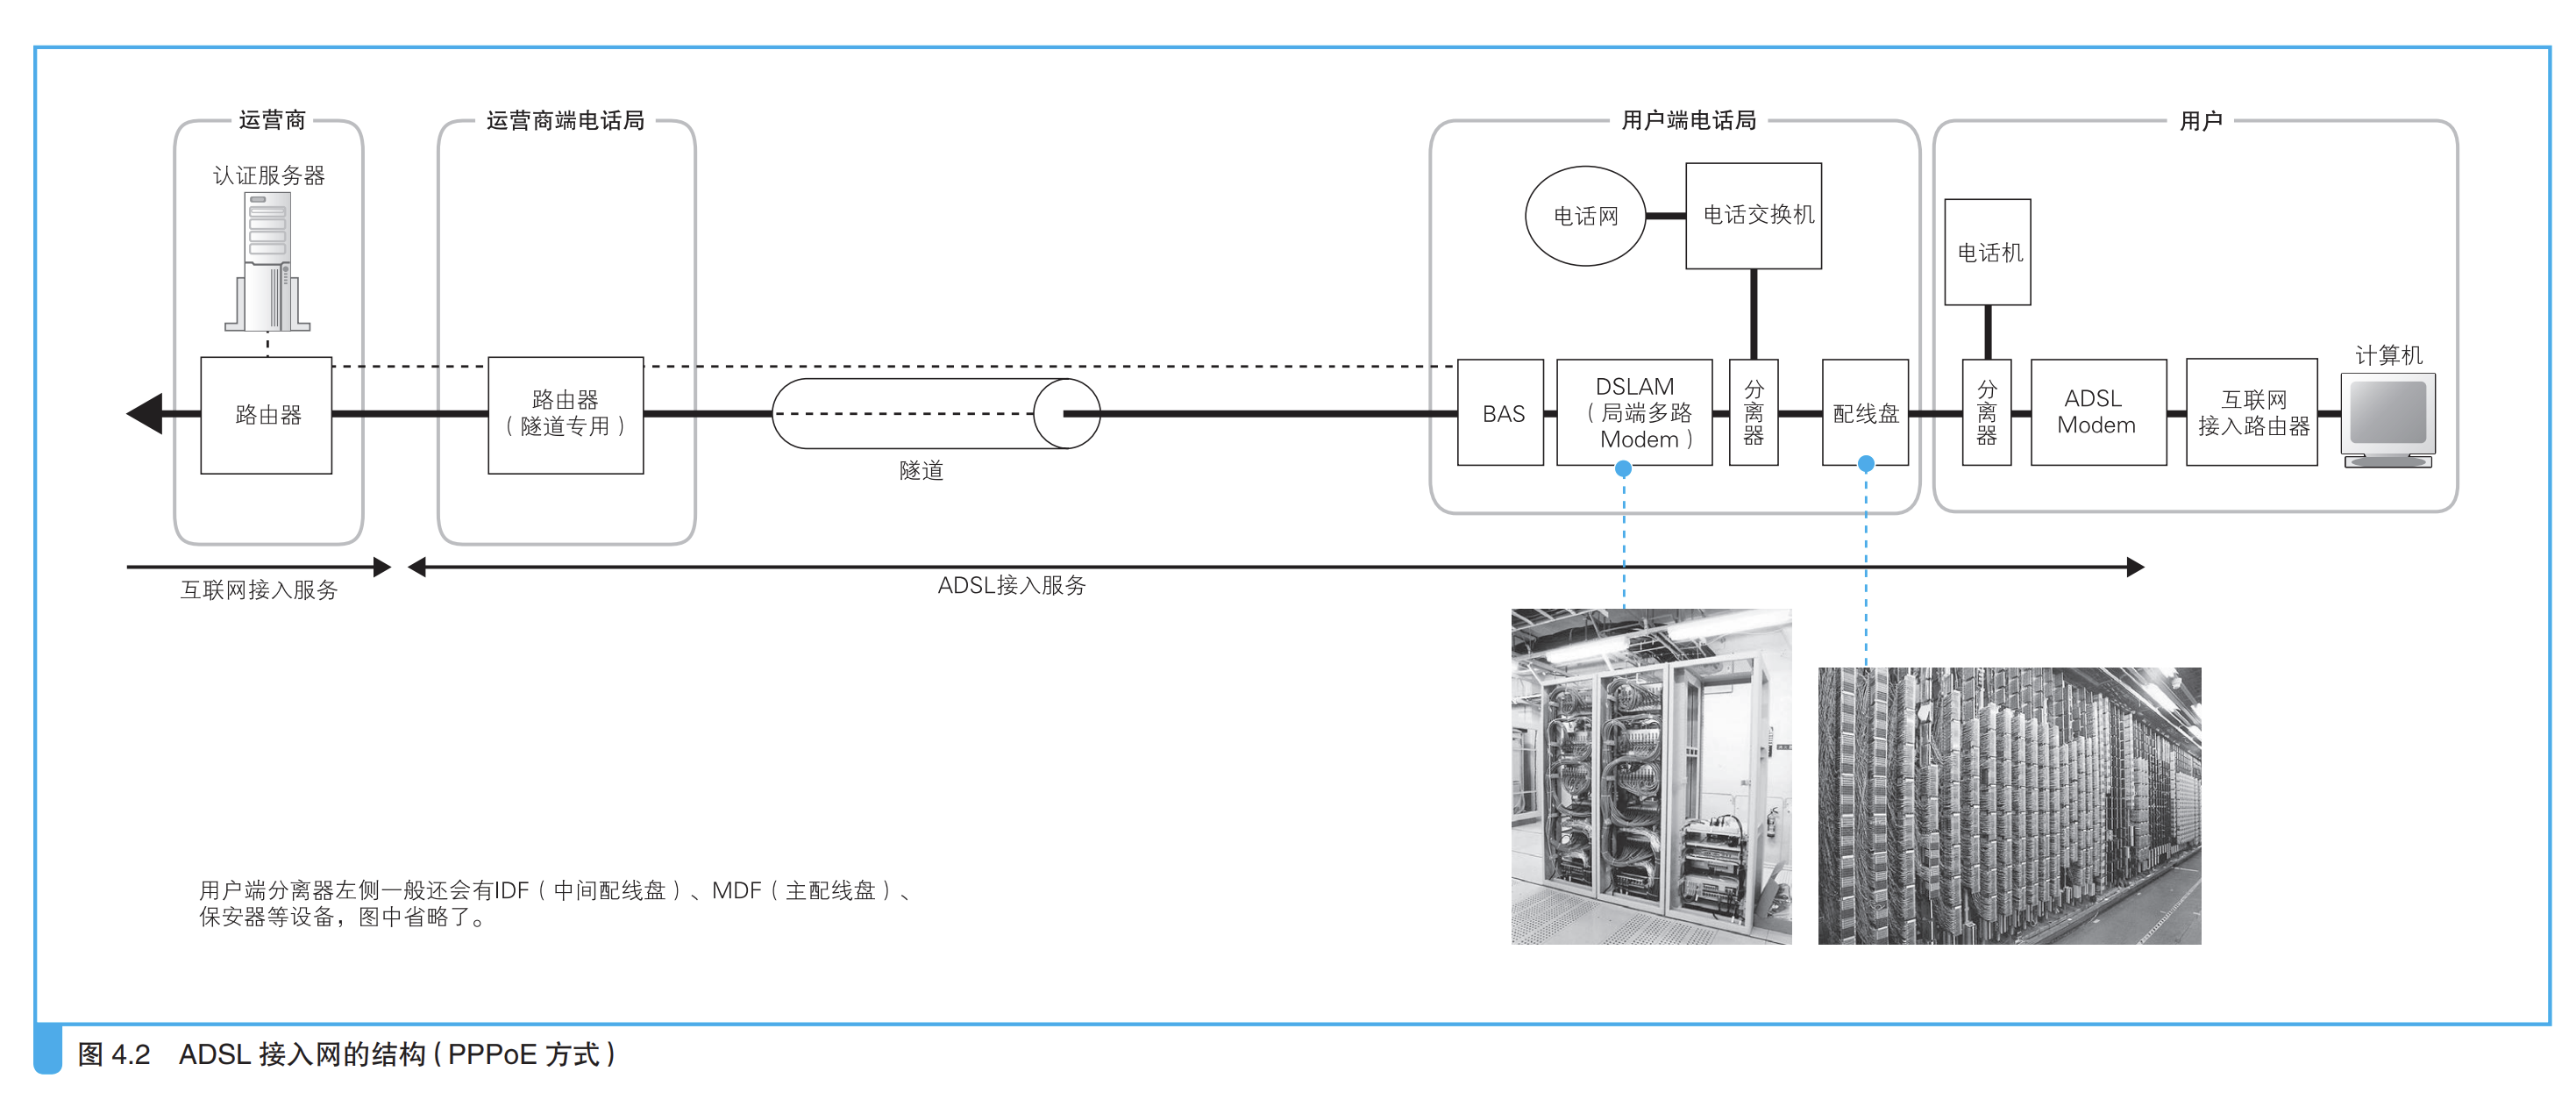 运营商
运营商端电话局
用户端电话局
用户
认证服务器
电话网
电话交换机
电话机
计算机
路由器
路由器
（隧道专用）
隧道
BAS
DSLAM
（局端多路
Modem）
分离器
配线盘
分离器
ADSL
Modem
互联网
接入路由器
互联网接入服务
ADSL接入服务
用户端分离器左侧一般还会有IDF（中间配线盘）、MDF（主配线盘）、
保安器等设备，图中省略了。
图 4.2 ADSL 接入网的结构（PPPoE 方式）